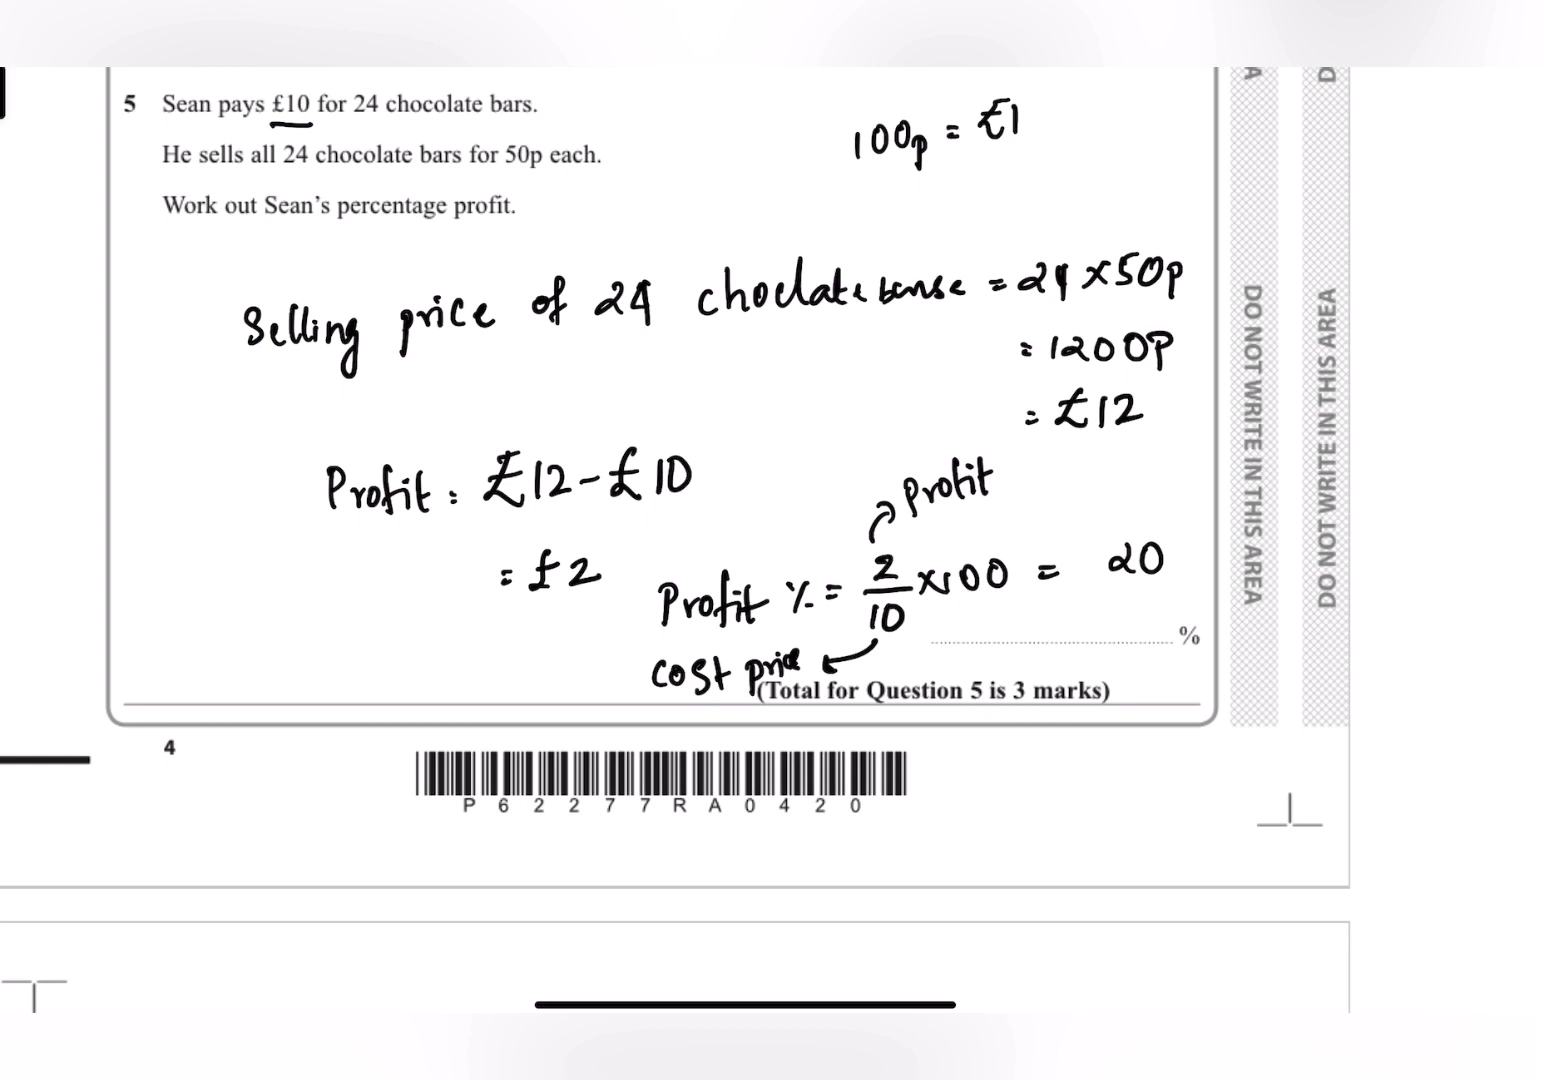 5 Sean pays £10 for 24 chocolate bars.
100p = £1
He sells all 24 chocolate bars for 50p each.
Work out Sean's percentage profit.
Selling price of 24 choclate = 24 x 50p
= 1200P
= £12
Profit = £12 - £10
Profit
= £2
Profit % = 2/10 x 100 = 20
%
cost price
(Total for Question 5 is 3 marks)
4
P 6 2 2 7 7 R A 0 4 2 0
A
DO NOT WRITE IN THIS AREA
D
DO NOT WRITE IN THIS AREA